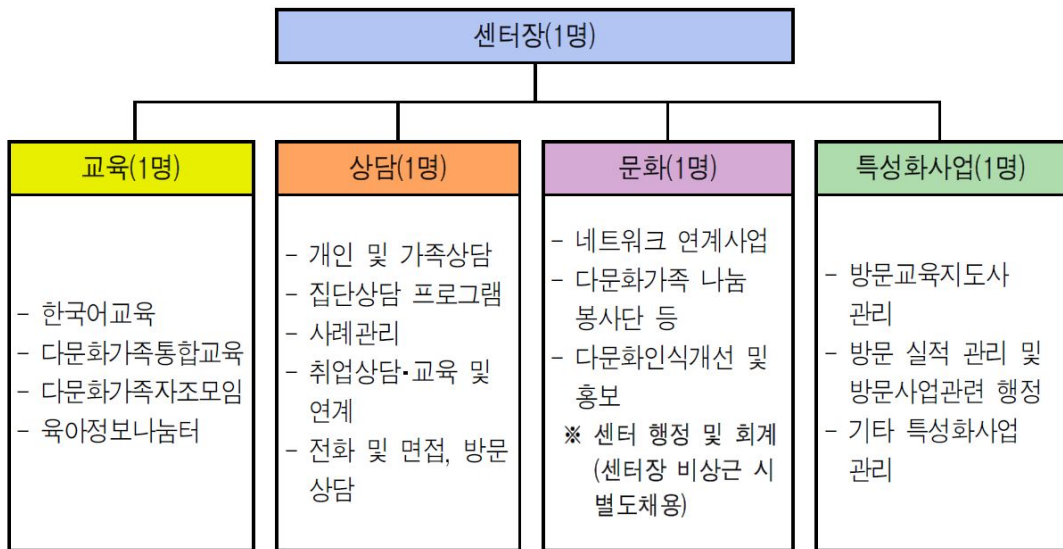 센터장(1명)
교육(1명)
- 한국어교육
- 다문화가족통합교육
- 다문화가족자조모임
- 육아정보나눔터
상담(1명)
- 개인 및 가족상담
- 집단상담 프로그램
- 사례관리
- 취업상담·교육 및
연계
- 전화 및 면접, 방문
상담
문화(1명)
- 네트워크 연계사업
- 다문화가족 나눔
봉사단 등
- 다문화인식개선 및
홍보
※ 센터 행정 및 회계
(센터장 비상근 시
별도채용)
특성화사업(1명)
- 방문교육지도사
관리
- 방문 실적 관리 및
방문사업관련 행정
- 기타 특성화사업
관리